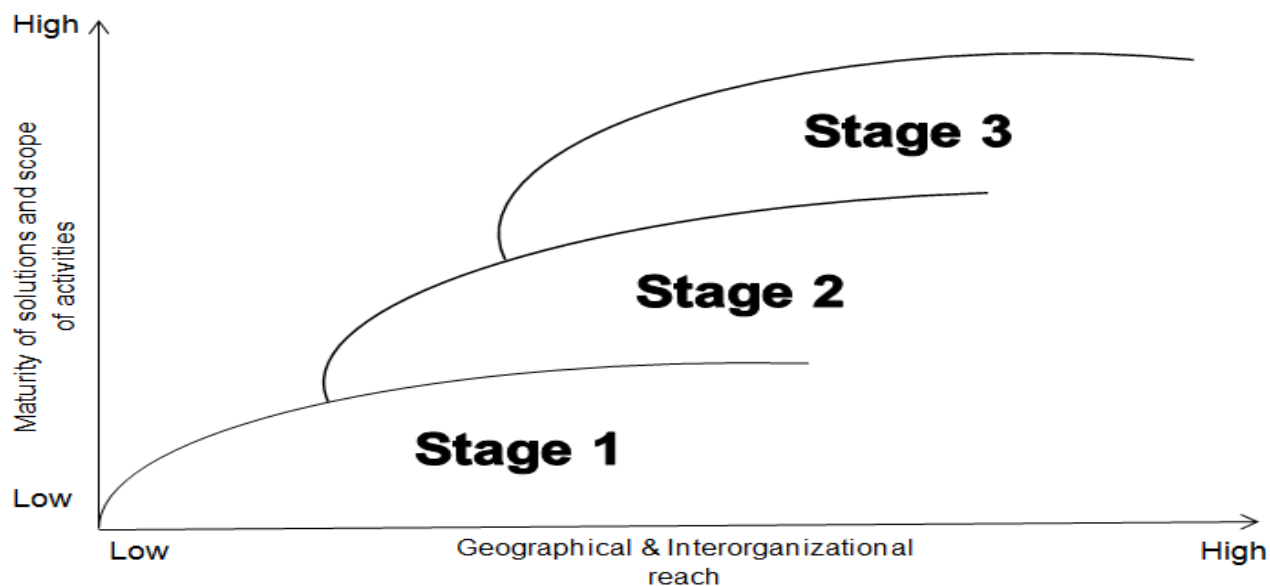 High
Maturity of solutions and scope
of activities
Stage 3
Stage 2
Stage 1
Low
Low
Geographical & Interorganizational
reach
High